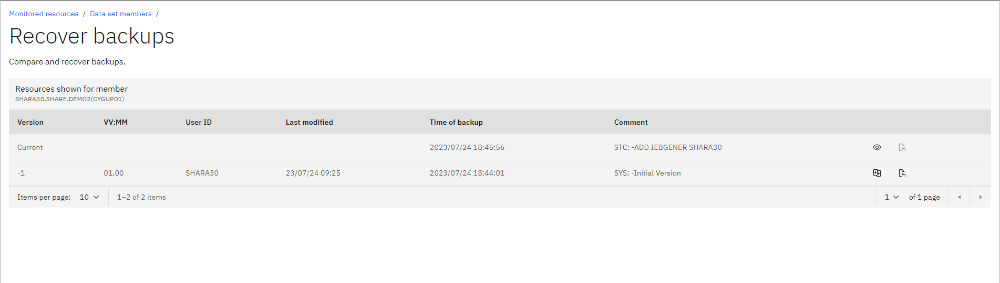 Monitored resources / Data set members /
Recover backups
Compare and recover backups.
Resources shown for member
SHARA30.SHARE.DEMO2(CYGUPD1)
Version VV:MM User ID Last modified Time of backup Comment
Current 2023/07/24 18:45:56 STC: -ADD IEBGENER SHARA30
-1 01.00 SHARA30 23/07/24 09:25 2023/07/24 18:44:01 SYS: -Initial Version
Items per page: 10 1–2 of 2 items 1 of 1 page